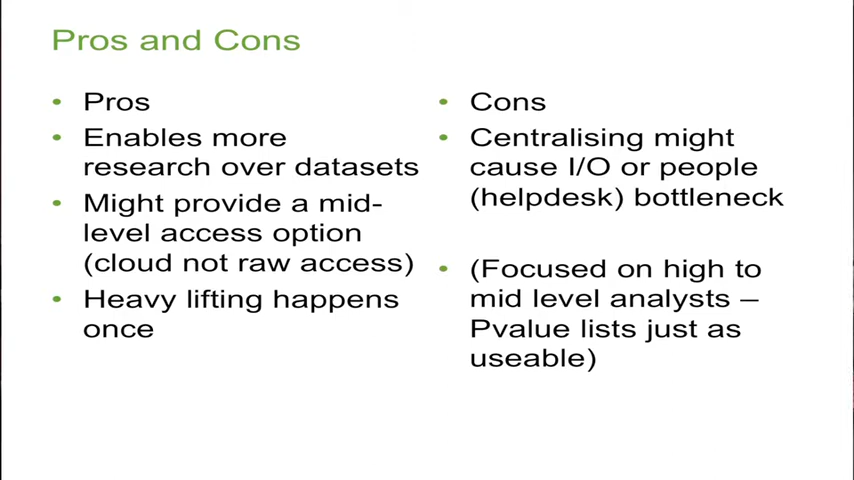 Pros and Cons
• Pros
• Enables more
research over datasets
• Might provide a mid-
level access option
(cloud not raw access)
• Heavy lifting happens
once
• Cons
• Centralising might
cause I/O or people
(helpdesk) bottleneck
• (Focused on high to
mid level analysts –
Pvalue lists just as
useable)